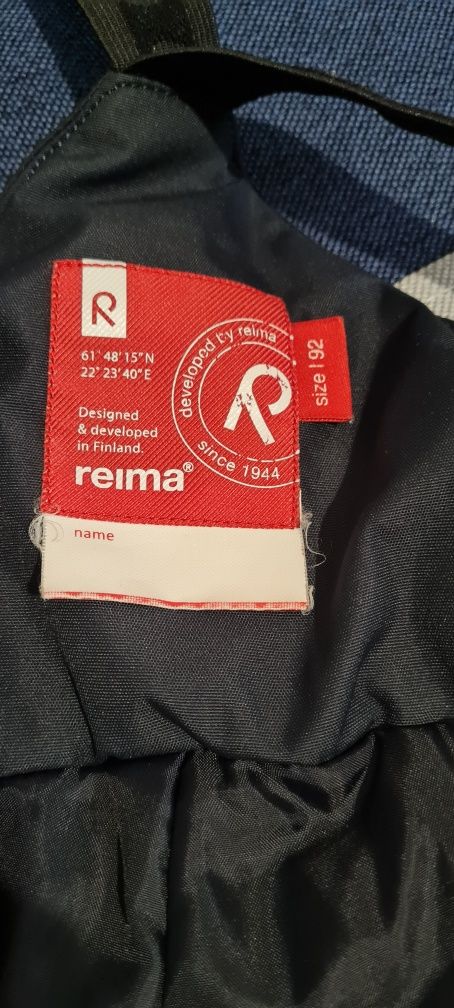 R
61° 48' 15" N
22° 23' 40" E
Designed
& developed
in Finland.
reima®
developed by reima
R
since 1944
size | 92
name